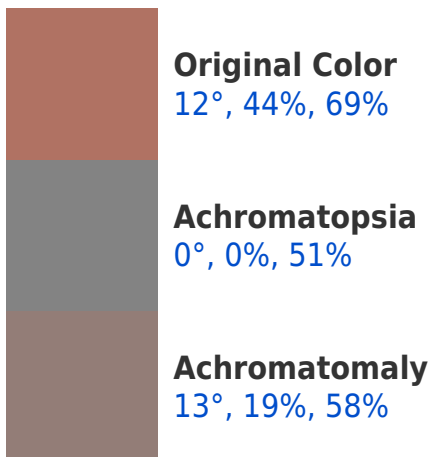 Original Color
12°, 44%, 69%
Achromatopsia
0°, 0%, 51%
Achromatomaly
13°, 19%, 58%